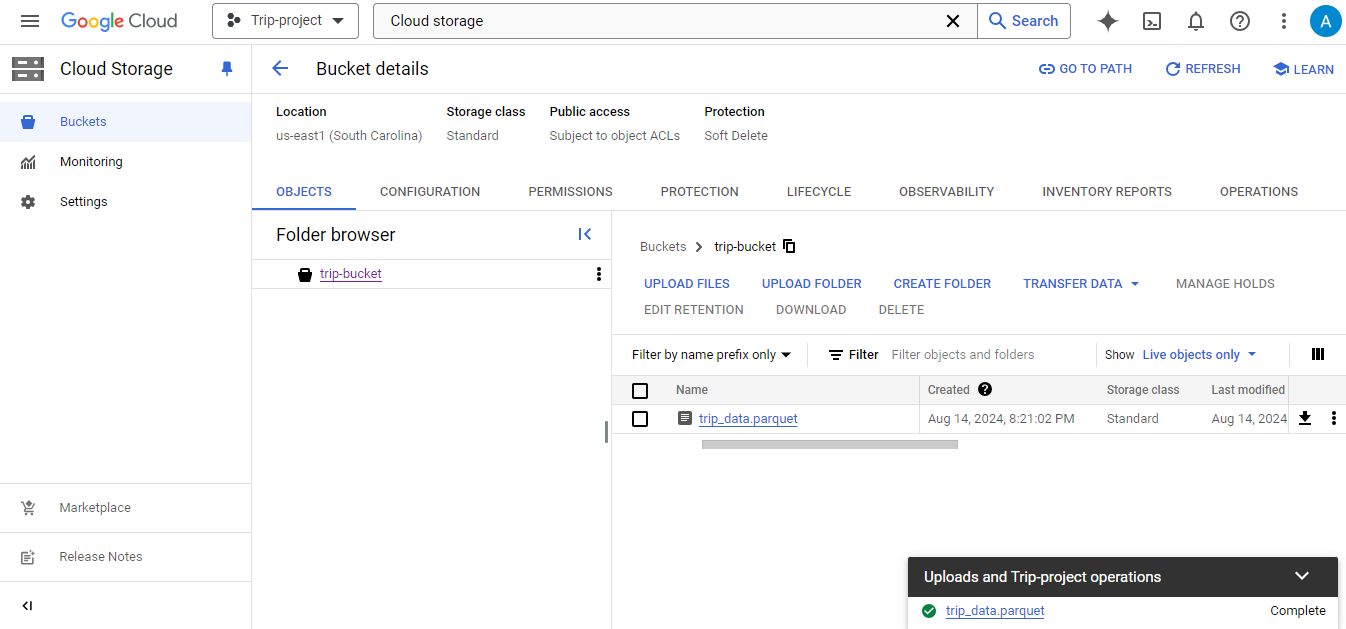 Google Cloud
Trip-project
Cloud storage
Search
A
Cloud Storage
Bucket details
GO TO PATH
REFRESH
LEARN
Buckets
Monitoring
Settings
Marketplace
Release Notes
Location
Storage class
Public access
Protection
us-east1 (South Carolina)
Standard
Subject to object ACLs
Soft Delete
OBJECTS
CONFIGURATION
PERMISSIONS
PROTECTION
LIFECYCLE
OBSERVABILITY
INVENTORY REPORTS
OPERATIONS
Folder browser
trip-bucket
Buckets
trip-bucket
UPLOAD FILES
UPLOAD FOLDER
CREATE FOLDER
TRANSFER DATA
MANAGE HOLDS
EDIT RETENTION
DOWNLOAD
DELETE
Filter by name prefix only
Filter
Filter objects and folders
Show
Live objects only
Name
Created
Storage class
Last modified
trip_data.parquet
Aug 14, 2024, 8:21:02 PM
Standard
Aug 14, 2024
Uploads and Trip-project operations
trip_data.parquet
Complete